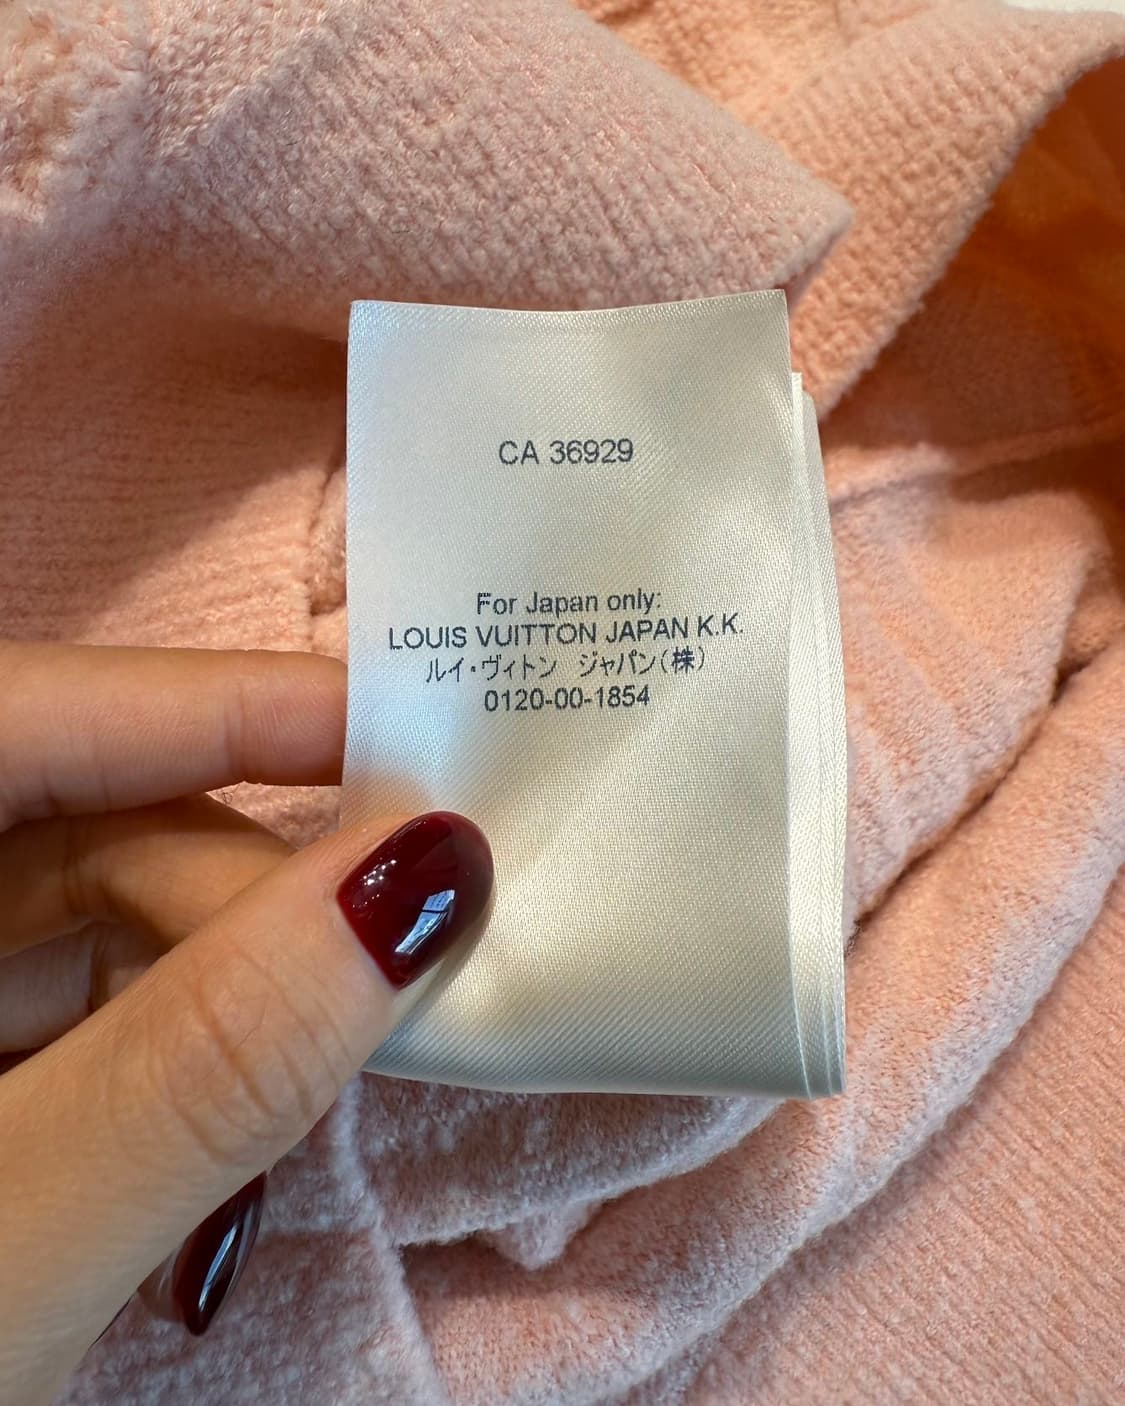 CA 36929
For Japan only:
LOUIS VUITTON JAPAN K.K.
ルイ・ヴィトン ジャパン(株)
0120-00-1854